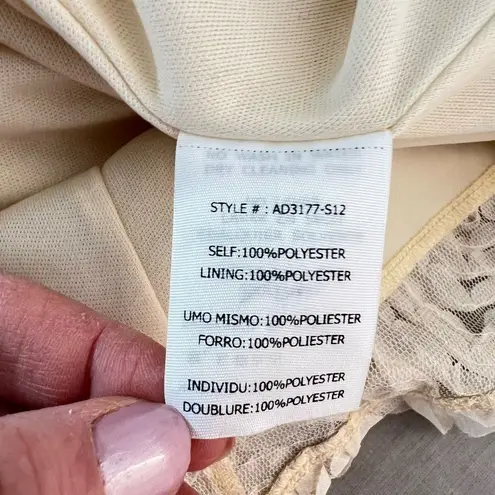 STYLE # : AD3177-S12
SELF:100%POLYESTER
LINING:100%POLYESTER
UMO MISMO:100%POLIESTER
FORRO:100%POLIESTER
INDIVIDU:100%POLYESTER
DOUBLURE:100%POLYESTER